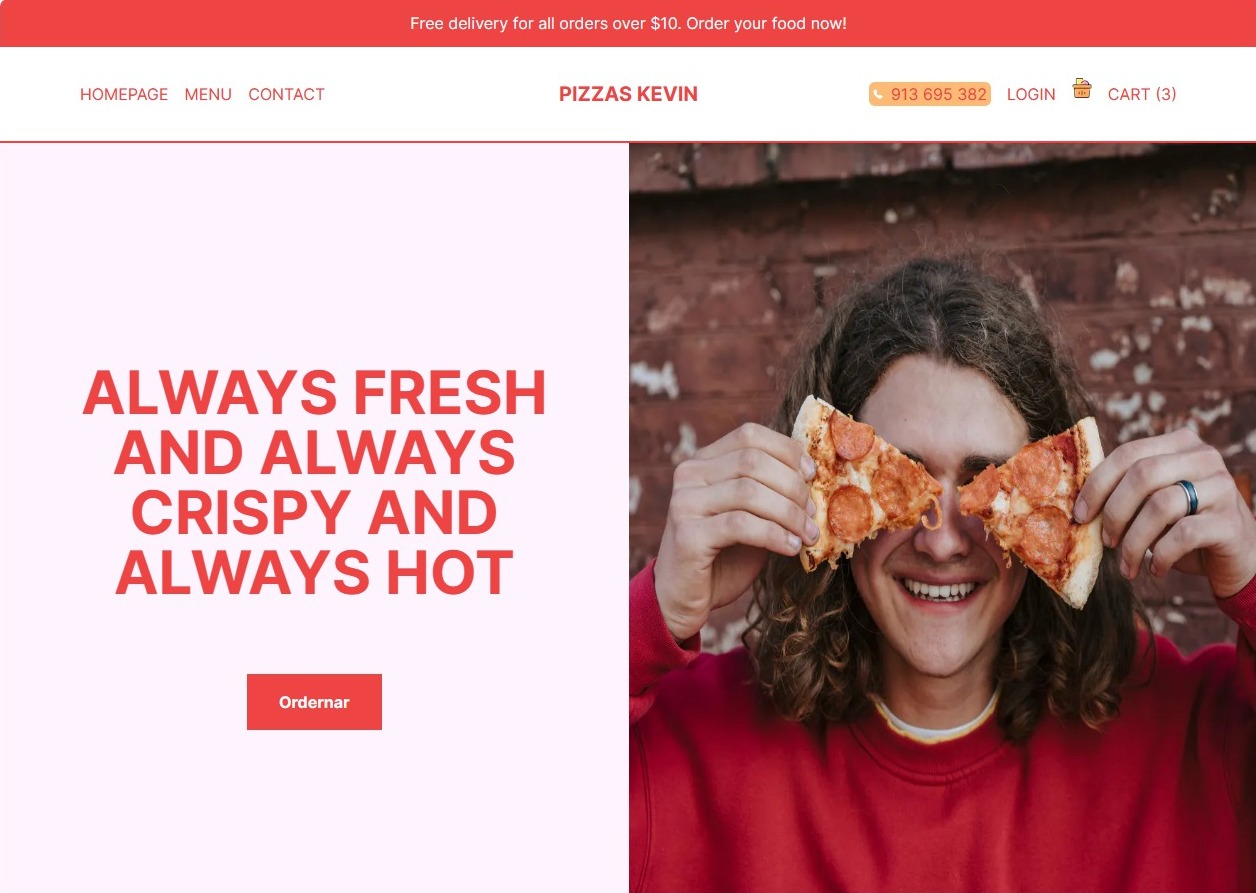 Free delivery for all orders over $10. Order your food now!
HOMEPAGE MENU CONTACT PIZZAS KEVIN 913 695 382 LOGIN CART (3)
ALWAYS FRESH
AND ALWAYS
CRISPY AND
ALWAYS HOT
Ordernar